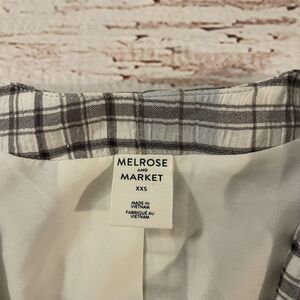 MELROSE
AND
MARKET
XXS
MADE IN
VIETNAM
FABRIQUÉ AU
VIETNAM